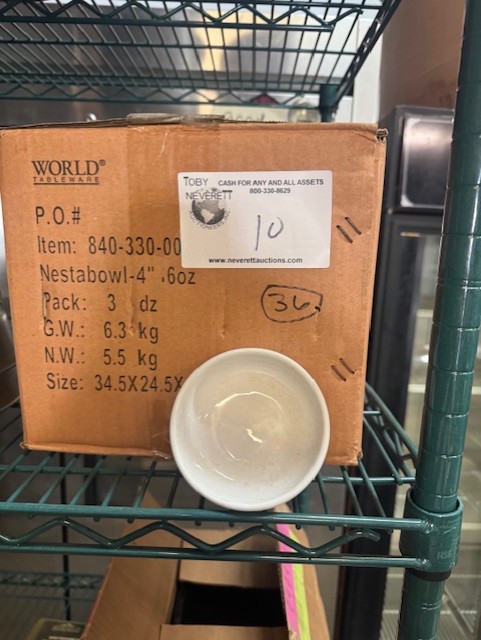 WORLD®
TABLEWARE
P.O.#
Item: 840-330-00
Nestabowl-4" .6oz
Pack: 3 dz
G.W.: 6.3 kg
N.W.: 5.5 kg
Size: 34.5X24.5X
TOBY
NEVERETT
CASH FOR ANY AND ALL ASSETS
800-330-8629
10
www.neverettauctions.com
36